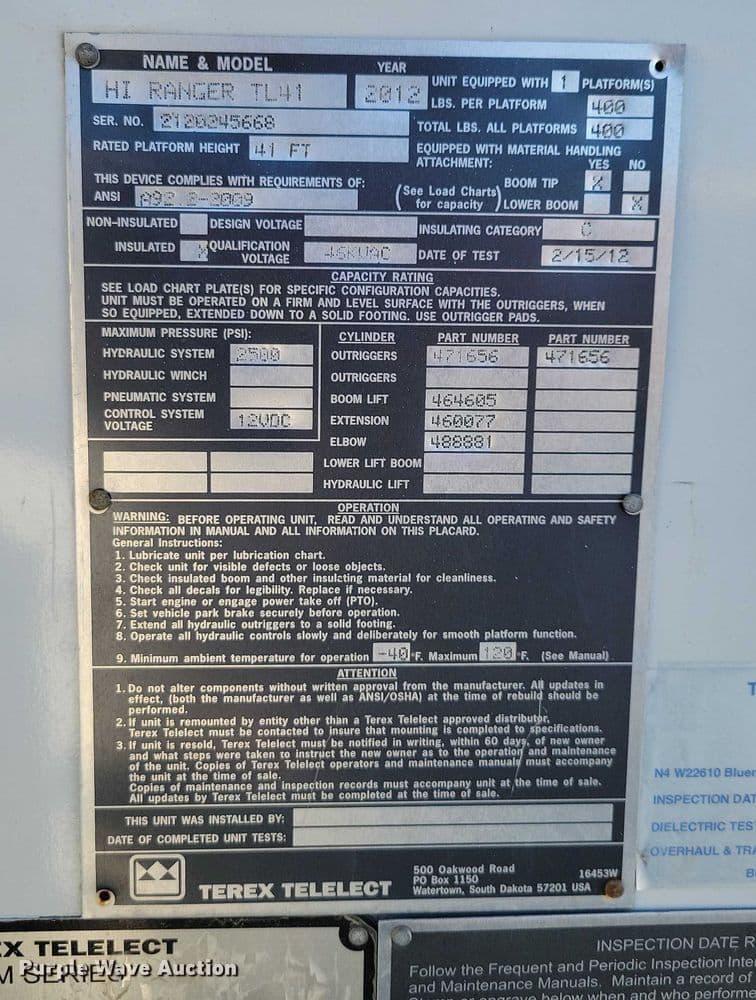 NAME & MODEL YEAR
HI RANGER TL41 2012
UNIT EQUIPPED WITH 1 PLATFORM(S)
LBS. PER PLATFORM 400
SER. NO. 2120245668
TOTAL LBS. ALL PLATFORMS 400
RATED PLATFORM HEIGHT 41 FT
EQUIPPED WITH MATERIAL HANDLING
ATTACHMENT: YES NO
THIS DEVICE COMPLIES WITH REQUIREMENTS OF:
ANSI A92.2-2009
(See Load Charts for capacity)
BOOM TIP X
LOWER BOOM X
NON-INSULATED DESIGN VOLTAGE INSULATING CATEGORY C
INSULATED X QUALIFICATION VOLTAGE 46KVAC DATE OF TEST 2/15/12
CAPACITY RATING
SEE LOAD CHART PLATE(S) FOR SPECIFIC CONFIGURATION CAPACITIES.
UNIT MUST BE OPERATED ON A FIRM AND LEVEL SURFACE WITH THE OUTRIGGERS, WHEN
SO EQUIPPED, EXTENDED DOWN TO A SOLID FOOTING. USE OUTRIGGER PADS.
MAXIMUM PRESSURE (PSI):
HYDRAULIC SYSTEM 2500
HYDRAULIC WINCH
PNEUMATIC SYSTEM
CONTROL SYSTEM
VOLTAGE 12VDC
CYLINDER PART NUMBER PART NUMBER
OUTRIGGERS 471656 471656
OUTRIGGERS
BOOM LIFT 464605
EXTENSION 460077
ELBOW 488881
LOWER LIFT BOOM
HYDRAULIC LIFT
OPERATION
WARNING: BEFORE OPERATING UNIT, READ AND UNDERSTAND ALL OPERATING AND SAFETY
INFORMATION IN MANUAL AND ALL INFORMATION ON THIS PLACARD.
General Instructions:
1. Lubricate unit per lubrication chart.
2. Check unit for visible defects or loose objects.
3. Check insulated boom and other insulating material for cleanliness.
4. Check all decals for legibility. Replace if necessary.
5. Start engine or engage power take off (PTO).
6. Set vehicle park brake securely before operation.
7. Extend all hydraulic outriggers to a solid footing.
8. Operate all hydraulic controls slowly and deliberately for smooth platform function.
9. Minimum ambient temperature for operation -40 °F. Maximum 120 °F. (See Manual)
ATTENTION
1. Do not alter components without written approval from the manufacturer. All updates in
effect, (both the manufacturer as well as ANSI/OSHA) at the time of rebuild should be
performed.
2. If unit is remounted by entity other than a Terex Telelect approved distributor,
Terex Telelect must be contacted to insure that mounting is completed to specifications.
3. If unit is resold, Terex Telelect must be notified in writing, within 60 days, of new owner
and what steps were taken to instruct the new owner as to the operation and maintenance
of the unit. Copies of Terex Telelect operators and maintenance manuals must accompany
the unit at the time of sale.
Copies of maintenance and inspection records must accompany unit at the time of sale.
All updates by Terex Telelect must be completed at the time of sale.
THIS UNIT WAS INSTALLED BY:
DATE OF COMPLETED UNIT TESTS:
TEREX TELELECT
500 Oakwood Road
PO Box 1150
Watertown, South Dakota 57201 USA
16453W
T
N4 W22610 Bluer
INSPECTION DAT
DIELECTRIC TES
OVERHAUL & TRA
B
EX TELELECT
M SERIES
Purple Wave Auction
INSPECTION DATE R
Follow the Frequent and Periodic Inspection Inte
and Maintenance Manuals. Maintain a record of
Stamp or engrave below when and who performe